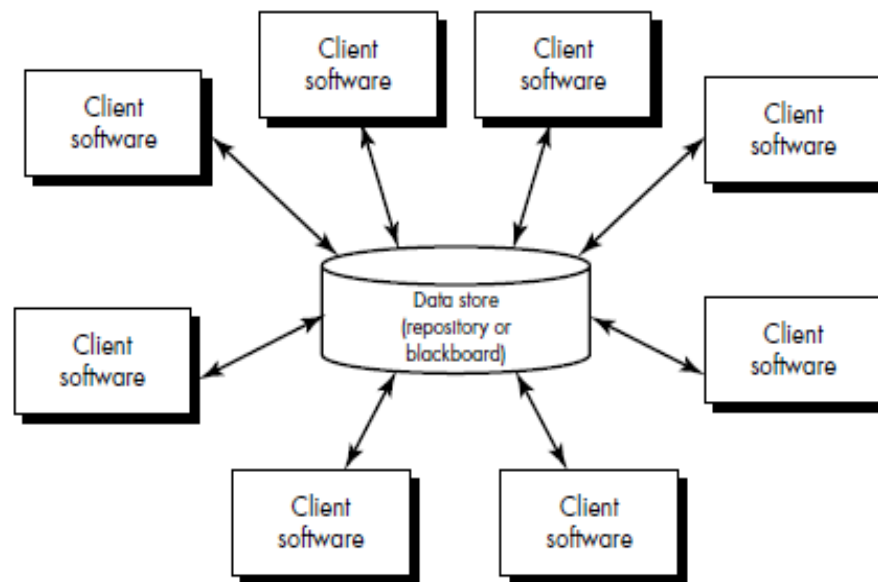 Client
software
Client
software
Client
software
Client
software
Data store
(repository or
blackboard)
Client
software
Client
software
Client
software
Client
software